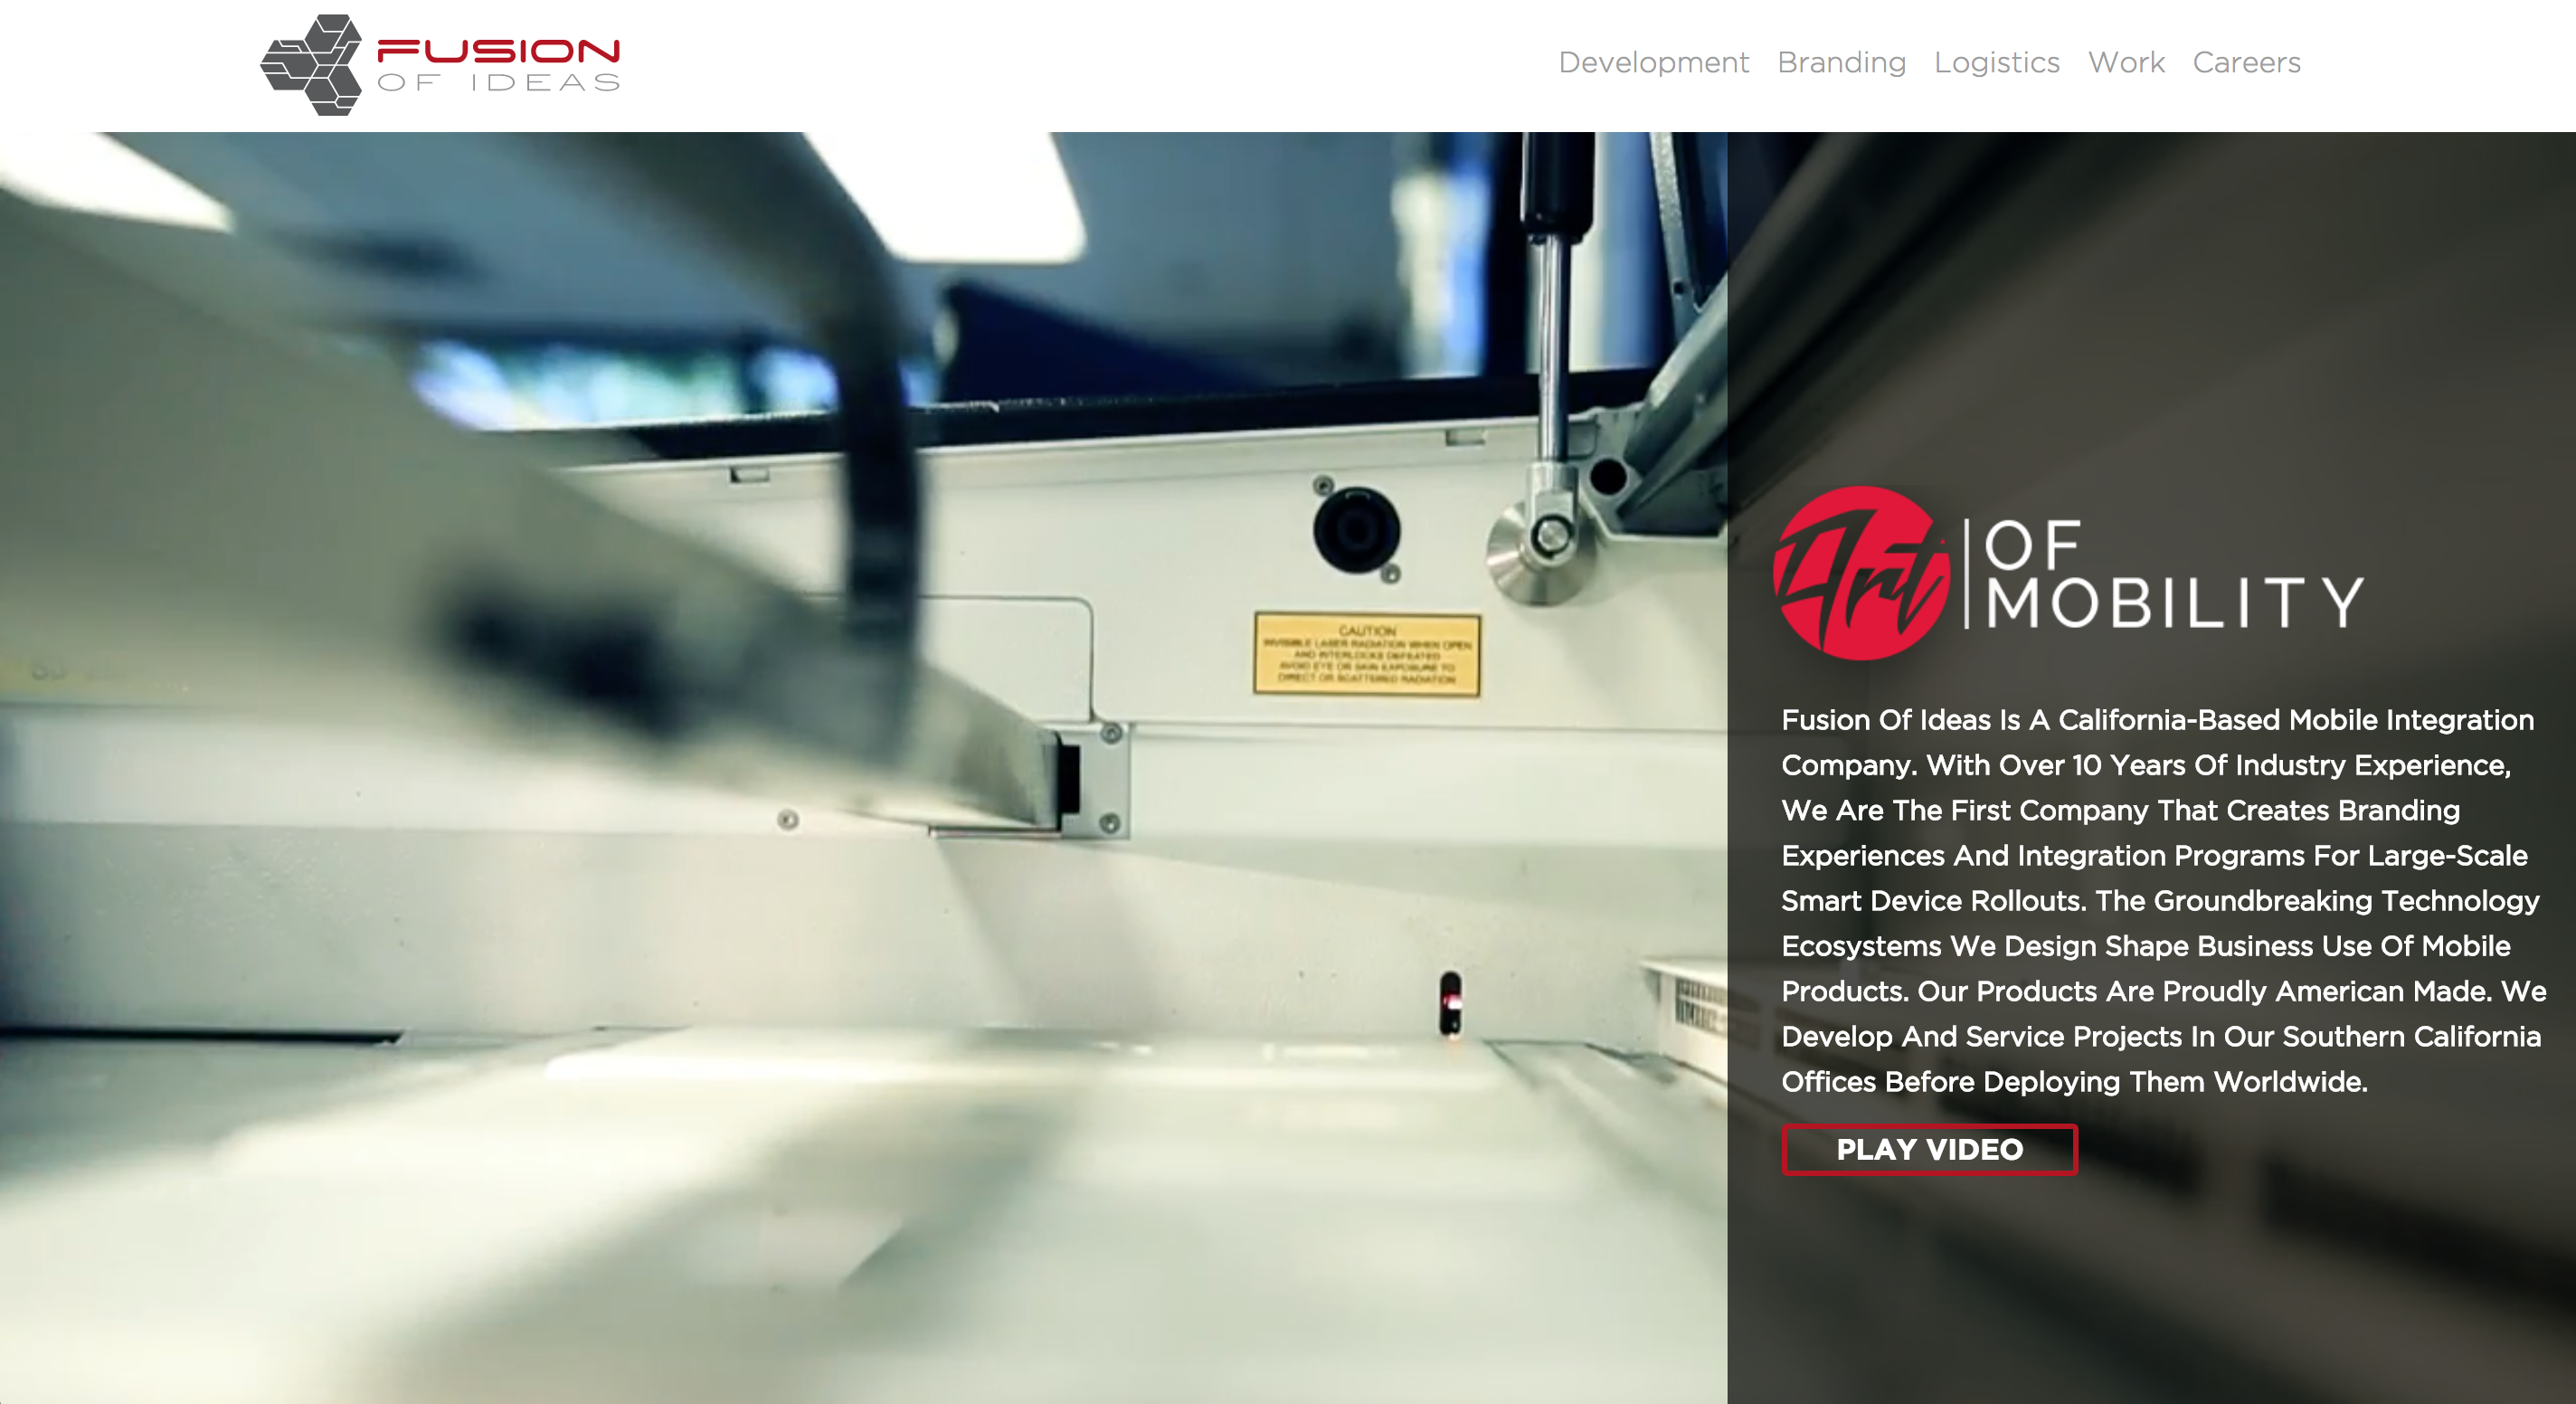 FUSION
OF IDEAS
Development Branding Logistics Work Careers
CAUTION
INVISIBLE LASER RADIATION WHEN OPEN
AND INTERLOCKS DEFEATED
AVOID EYE OR SKIN EXPOSURE TO
DIRECT OR SCATTERED RADIATION
Art OF
MOBILITY
Fusion Of Ideas Is A California-Based Mobile Integration
Company. With Over 10 Years Of Industry Experience,
We Are The First Company That Creates Branding
Experiences And Integration Programs For Large-Scale
Smart Device Rollouts. The Groundbreaking Technology
Ecosystems We Design Shape Business Use Of Mobile
Products. Our Products Are Proudly American Made. We
Develop And Service Projects In Our Southern California
Offices Before Deploying Them Worldwide.
PLAY VIDEO